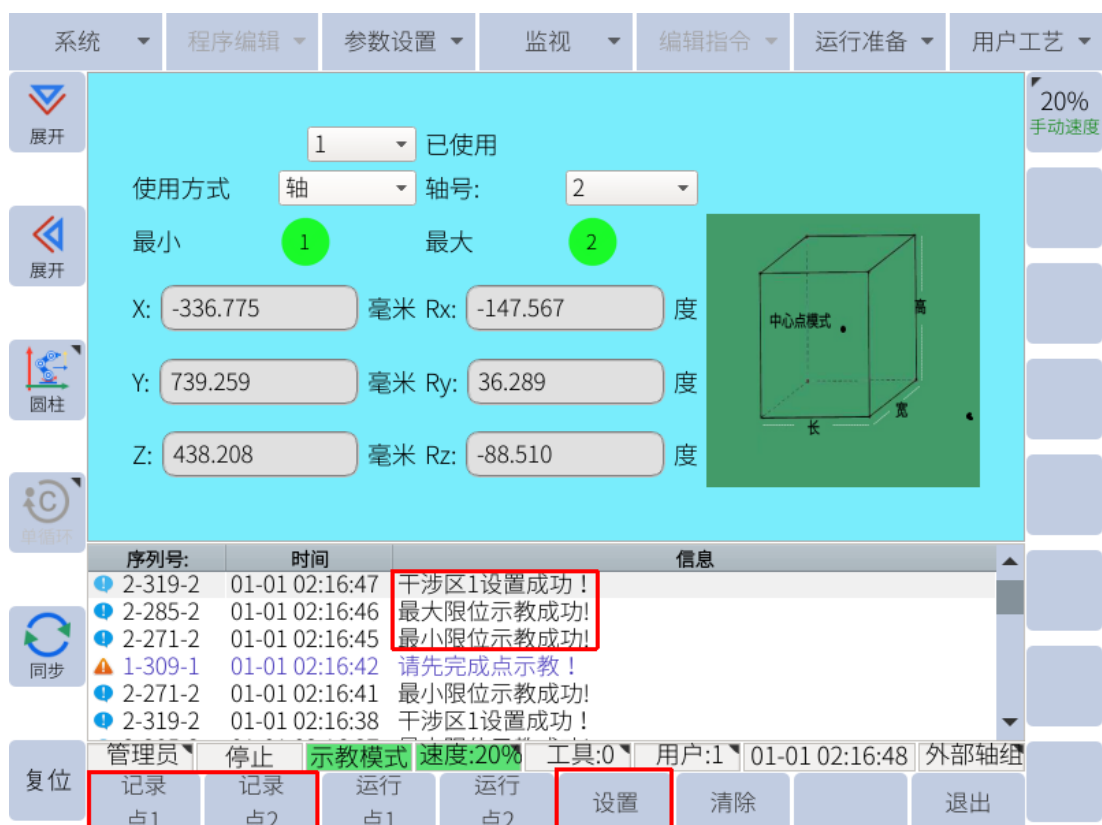 系统 程序编辑 参数设置 监视 编辑指令 运行准备 用户工艺
展开
20%
手动速度
1 已使用
使用方式 轴 轴号: 2
展开
最小 1 最大 2
X: -336.775 毫米 Rx: -147.567 度
中心点模式
高
圆柱
Y: 739.259 毫米 Ry: 36.289 度
宽
长
Z: 438.208 毫米 Rz: -88.510 度
C
单循环
序列号: 时间 信息
2-319-2 01-01 02:16:47 干涉区1设置成功！
2-285-2 01-01 02:16:46 最大限位示教成功!
2-271-2 01-01 02:16:45 最小限位示教成功!
同步
1-309-1 01-01 02:16:42 请先完成点示教！
2-271-2 01-01 02:16:41 最小限位示教成功!
2-319-2 01-01 02:16:38 干涉区1设置成功！
管理员 停止 示教模式 速度:20% 工具:0 用户:1 01-01 02:16:48 外部轴组
复位
记录 记录 运行 运行
点1 点2 点1 点2
设置 清除 退出